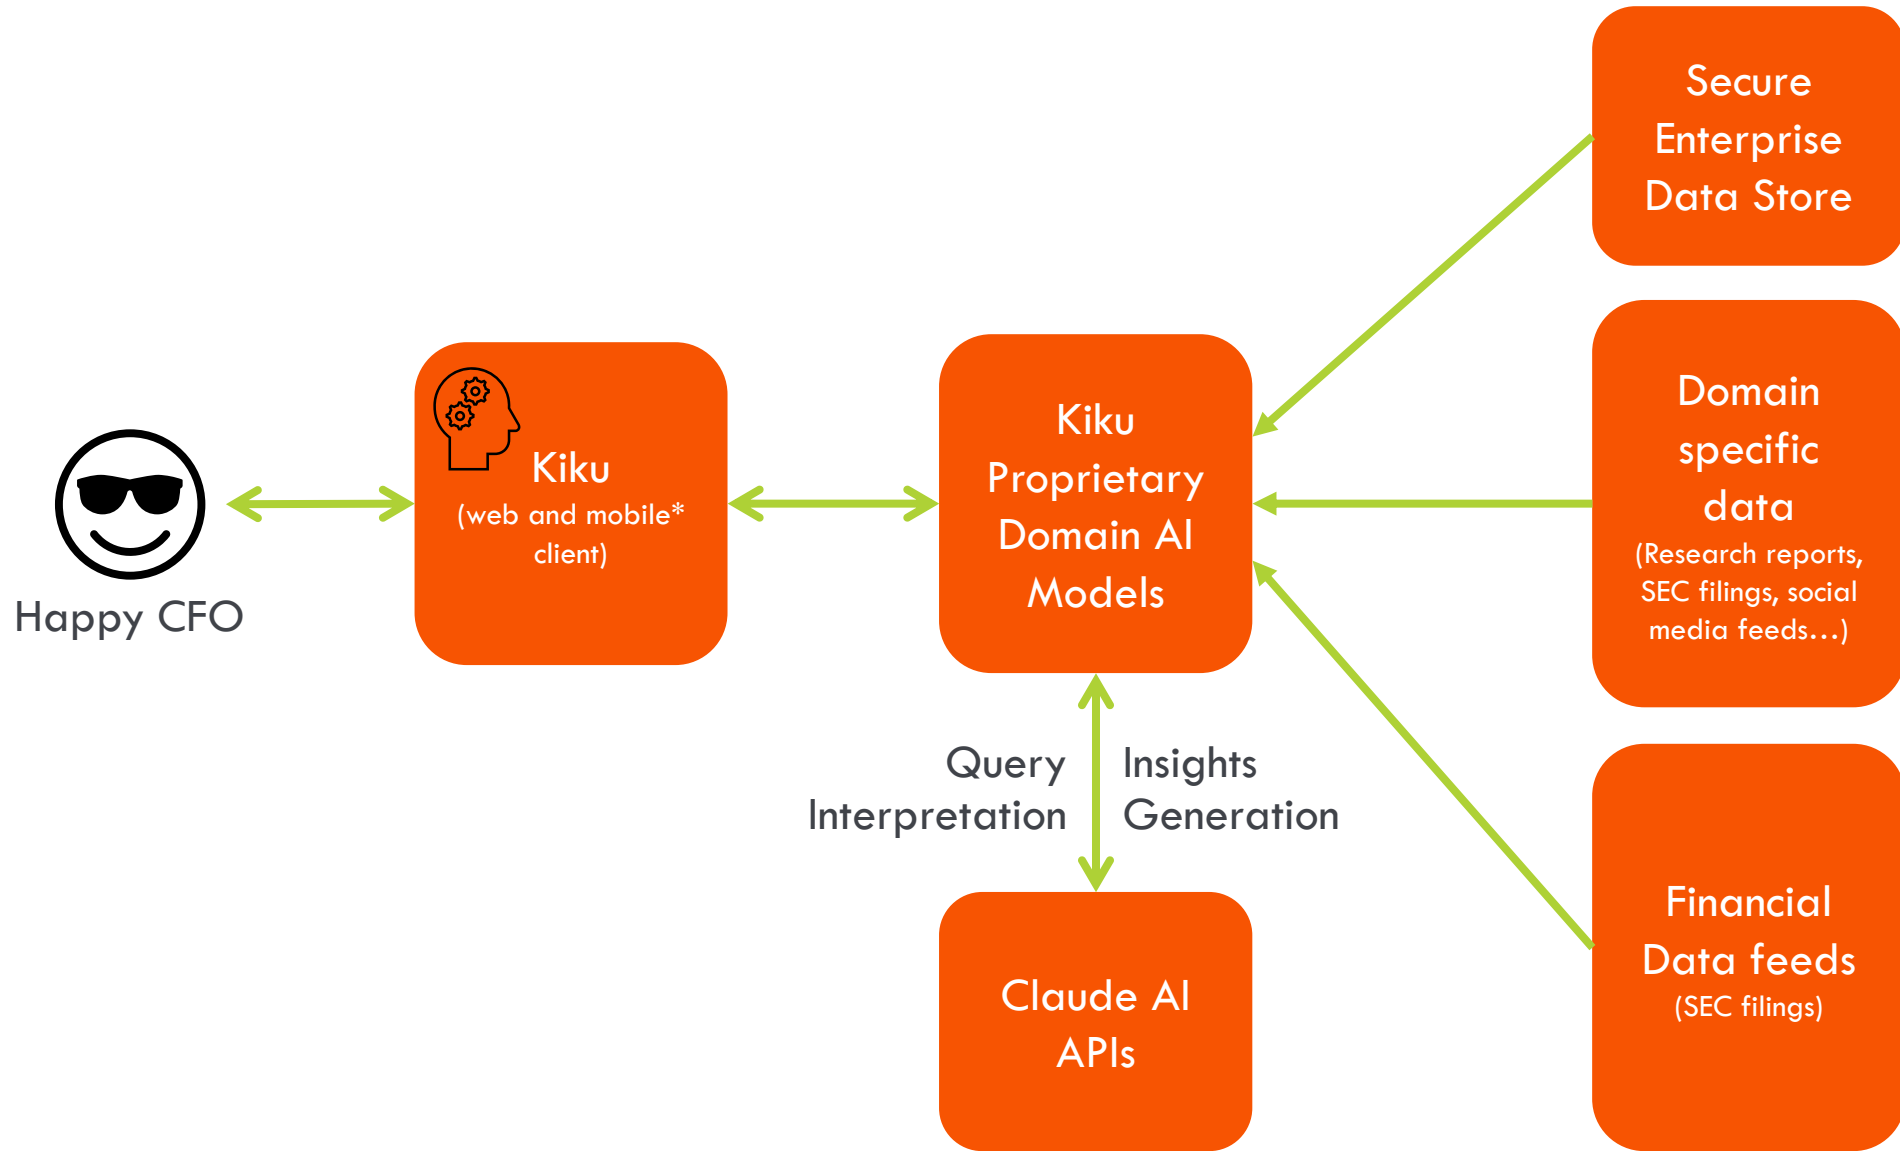 Happy CFO
Kiku
(web and mobile*
client)
Kiku
Proprietary
Domain AI
Models
Query
Interpretation
Insights
Generation
Claude AI
APIs
Secure
Enterprise
Data Store
Domain
specific
data
(Research reports,
SEC filings, social
media feeds...)
Financial
Data feeds
(SEC filings)